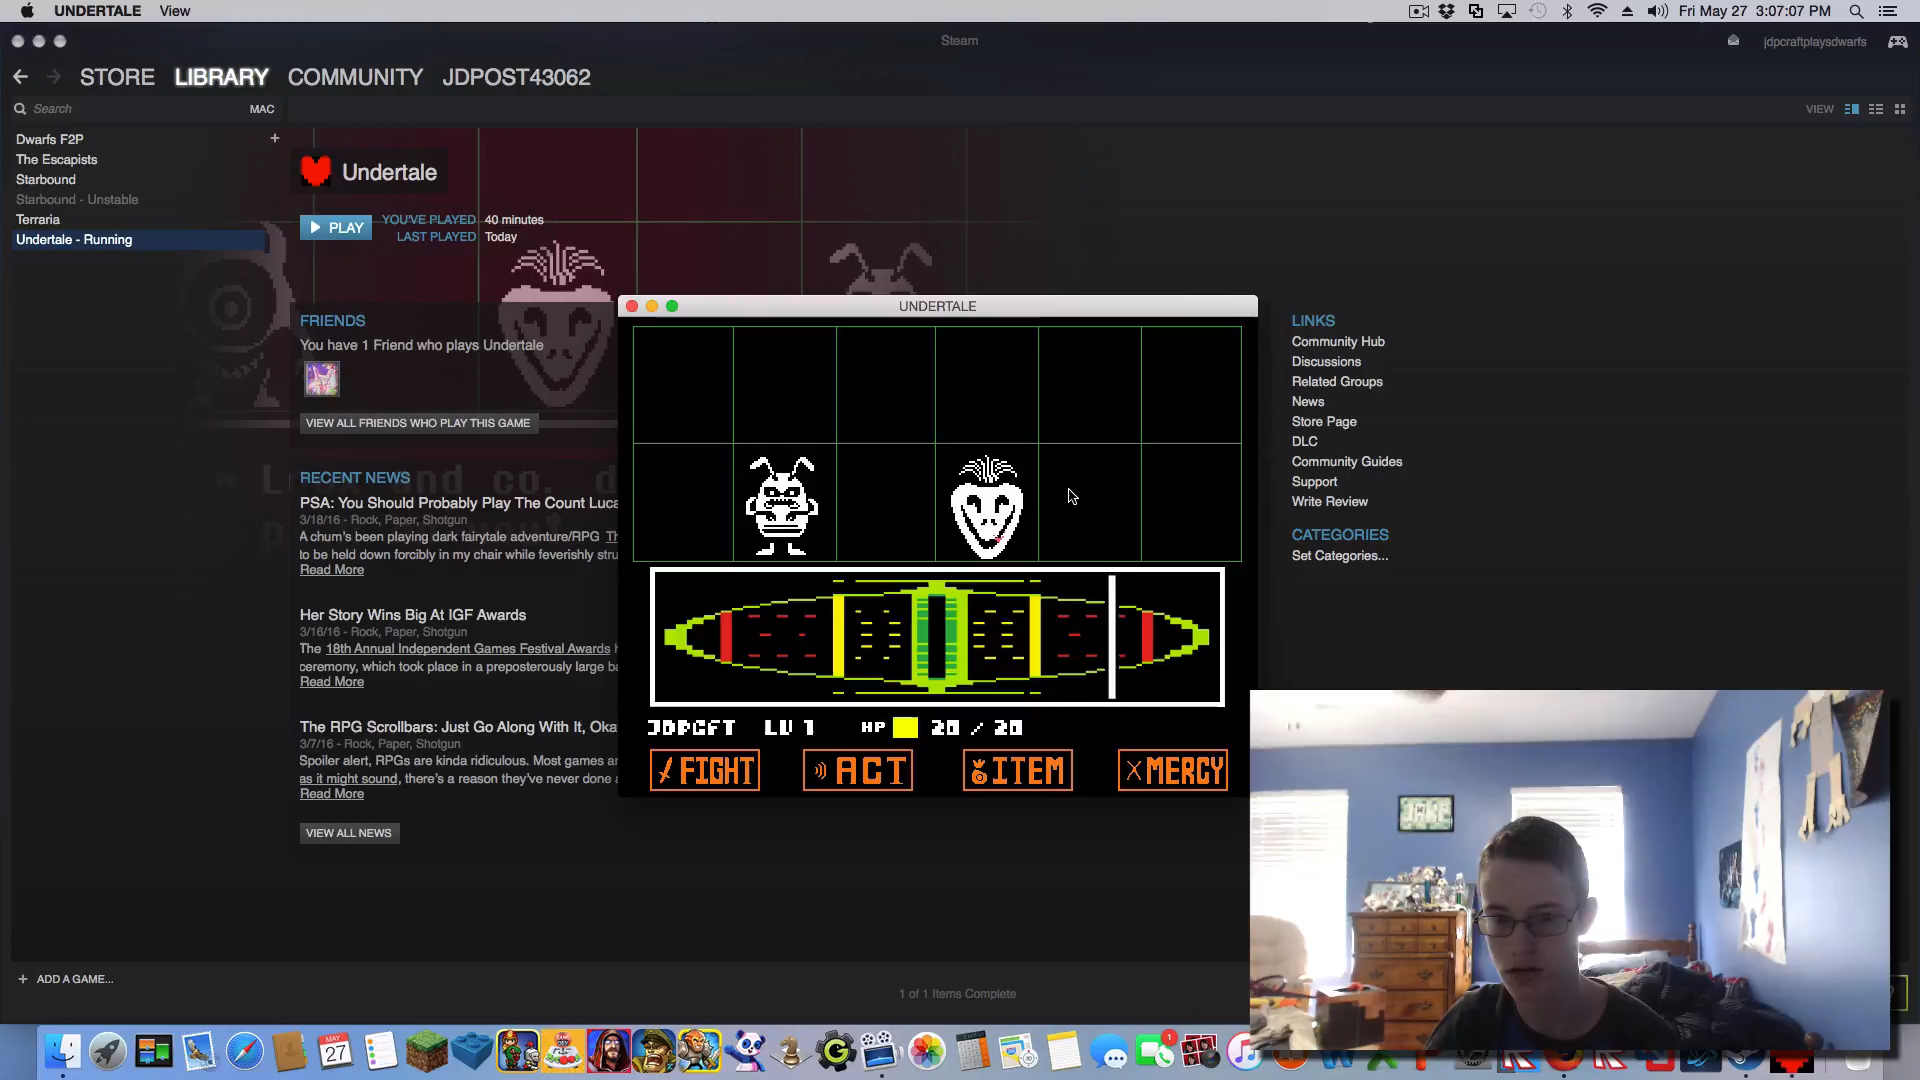 UNDERTALE View Fri May 27 3:07:07 PM
Steam jdpcraftplaysdwarfs
STORE LIBRARY COMMUNITY JDPOST43062
Search MAC VIEW
Dwarfs F2P +
The Escapists
Starbound
Starbound - Unstable
Terraria
Undertale - Running
Undertale
PLAY
YOU'VE PLAYED 40 minutes
LAST PLAYED Today
FRIENDS
You have 1 Friend who plays Undertale
VIEW ALL FRIENDS WHO PLAY THIS GAME
RECENT NEWS
PSA: You Should Probably Play The Count Luca
3/18/16 - Rock, Paper, Shotgun
A chum's been playing dark fairytale adventure/RPG Th
to be held down forcibly in my chair while feverishly stru
Read More
Her Story Wins Big At IGF Awards
3/16/16 - Rock, Paper, Shotgun
The 18th Annual Independent Games Festival Awards h
ceremony, which took place in a preposterously large ba
Read More
The RPG Scrollbars: Just Go Along With It, Oka
3/7/16 - Rock, Paper, Shotgun
Spoiler alert, RPGs are kinda ridiculous. Most games ar
as it might sound, there's a reason they've never done a
Read More
VIEW ALL NEWS
UNDERTALE
JDPCFT LV 1 HP 20 / 20
FIGHT ACT ITEM MERCY
LINKS
Community Hub
Discussions
Related Groups
News
Store Page
DLC
Community Guides
Support
Write Review
CATEGORIES
Set Categories...
JAKE
+ ADD A GAME...
1 of 1 Items Complete
MAY
27
1